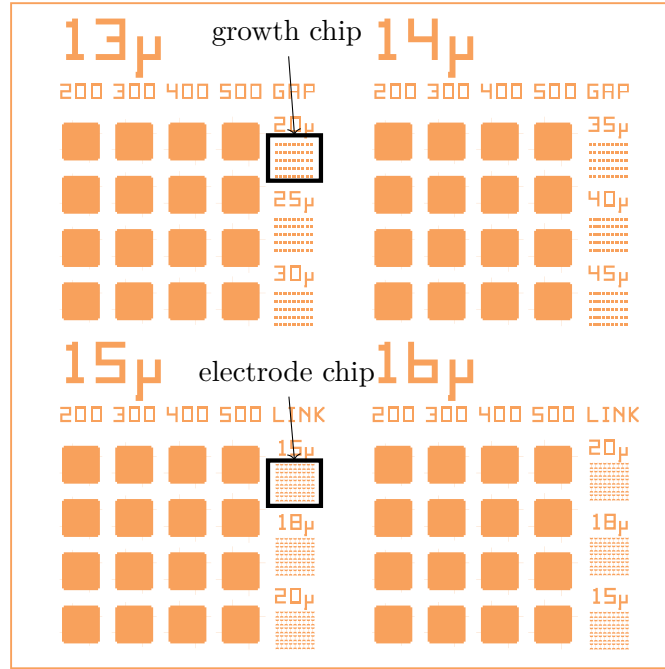 growth chip
13µ 14µ
200 300 400 500 GAP 200 300 400 500 GAP
20µ 35µ
25µ 40µ
30µ 45µ
electrode chip
15µ 16µ
200 300 400 500 LINK 200 300 400 500 LINK
15µ 20µ
18µ 18µ
20µ 15µ